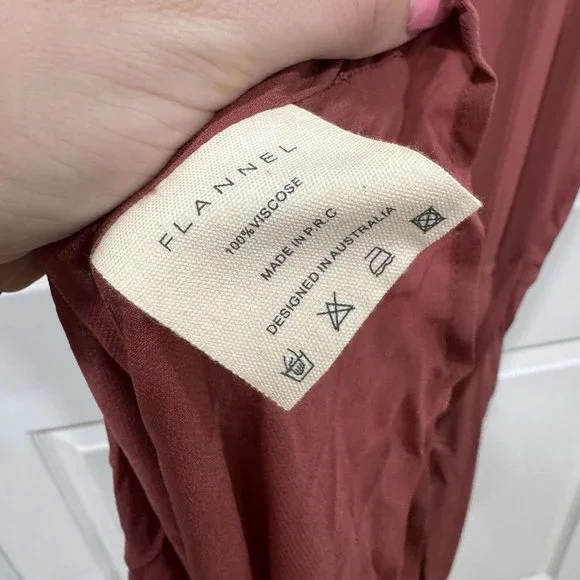 FLANNEL
100%VISCOSE
MADE IN P.R.C
DESIGNED IN AUSTRALIA